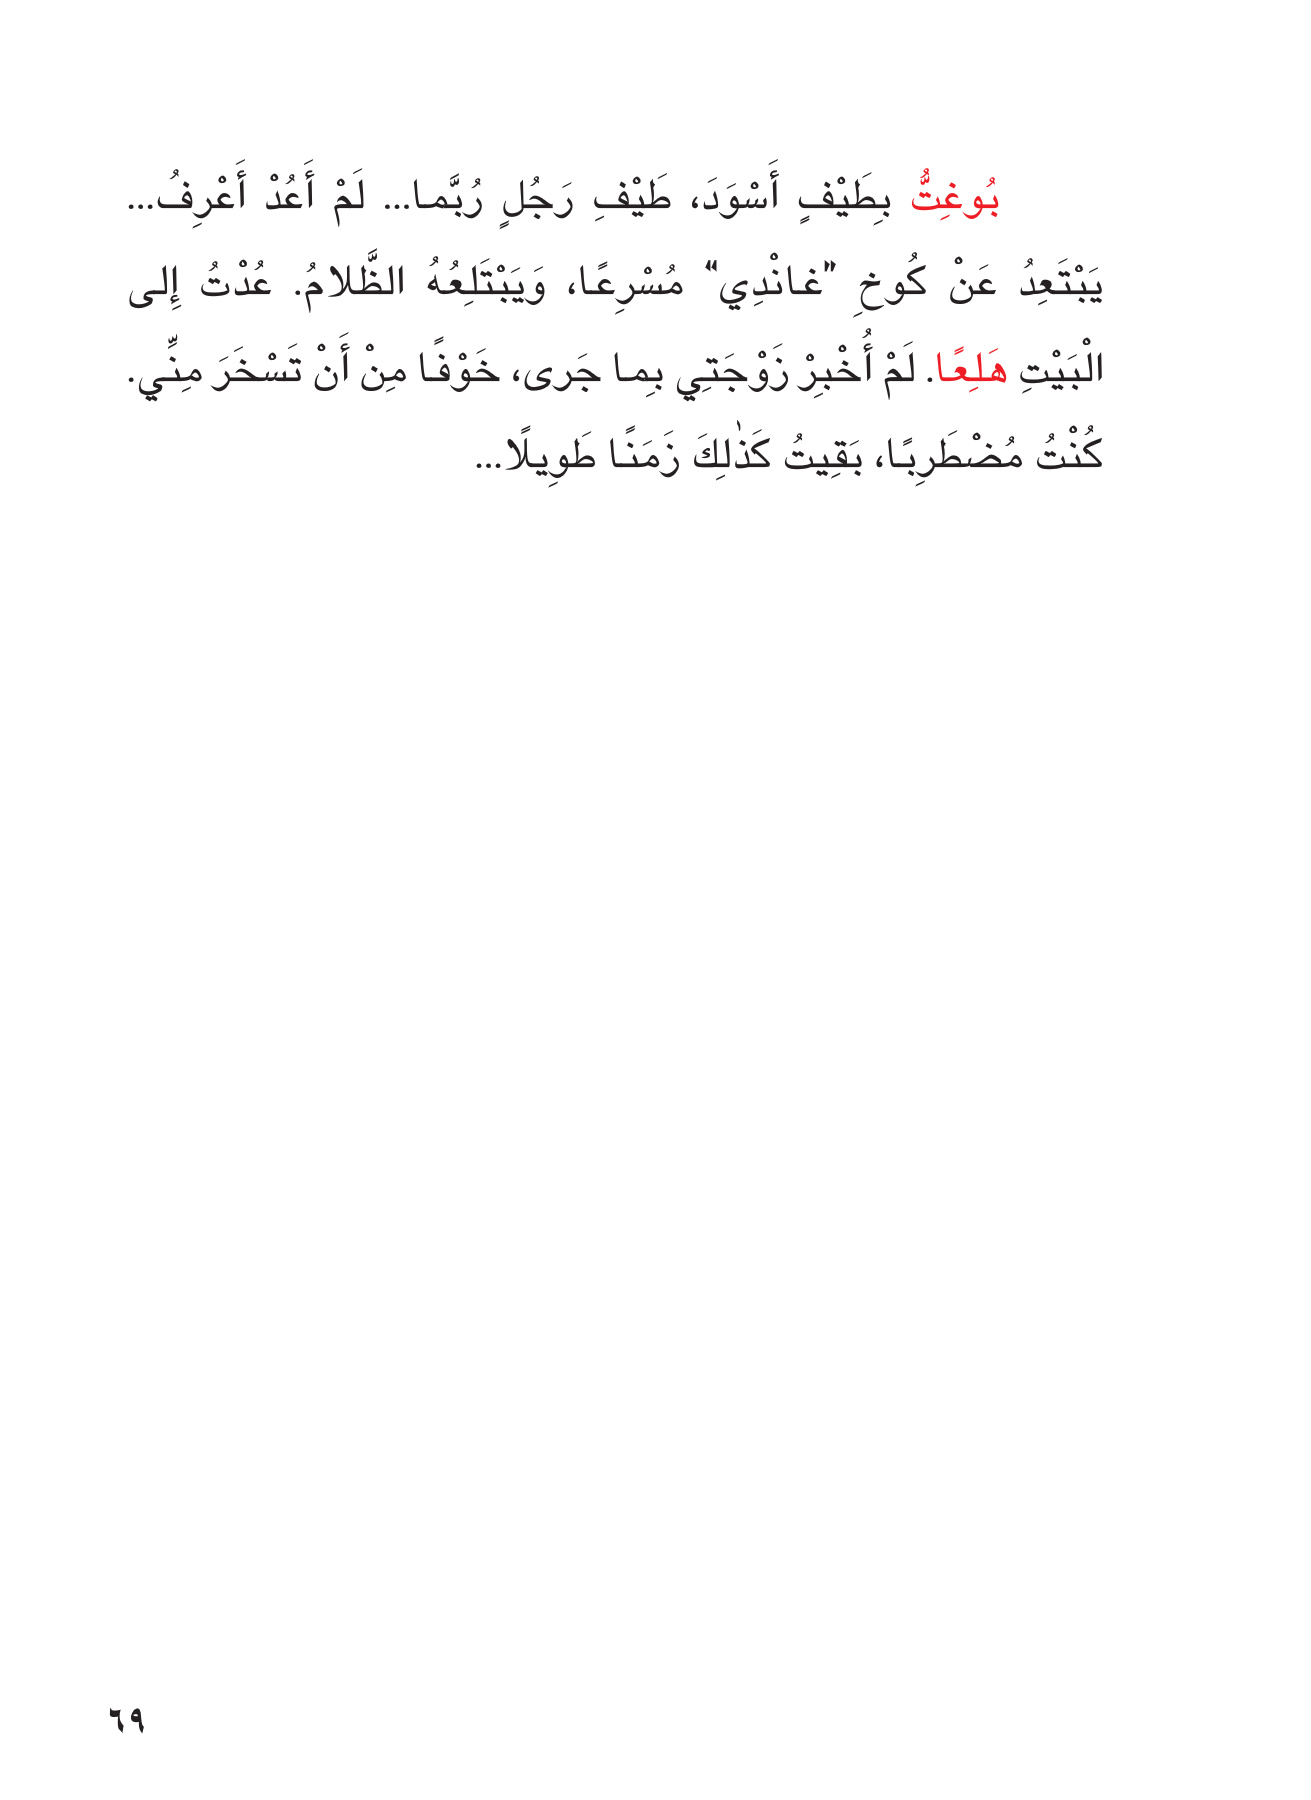 بُوغِتُّ بِطَيْفٍ أَسْوَدَ، طَيْفِ رَجُلٍ رُبَّما... لَمْ أَعُدْ أَعْرِفُ...
يَبْتَعِدُ عَنْ كُوخِ "غانْدِي" مُسْرِعًا، وَيَبْتَلِعُهُ الظَّلامُ. عُدْتُ إِلى
الْبَيْتِ هَلِعًا. لَمْ أُخْبِرْ زَوْجَتِي بِما جَرى، خَوْفًا مِنْ أَنْ تَسْخَرَ مِنِّي.
كُنْتُ مُضْطَرِبًا، بَقِيتُ كَذٰلِكَ زَمَنًا طَوِيلًا...
٦٩